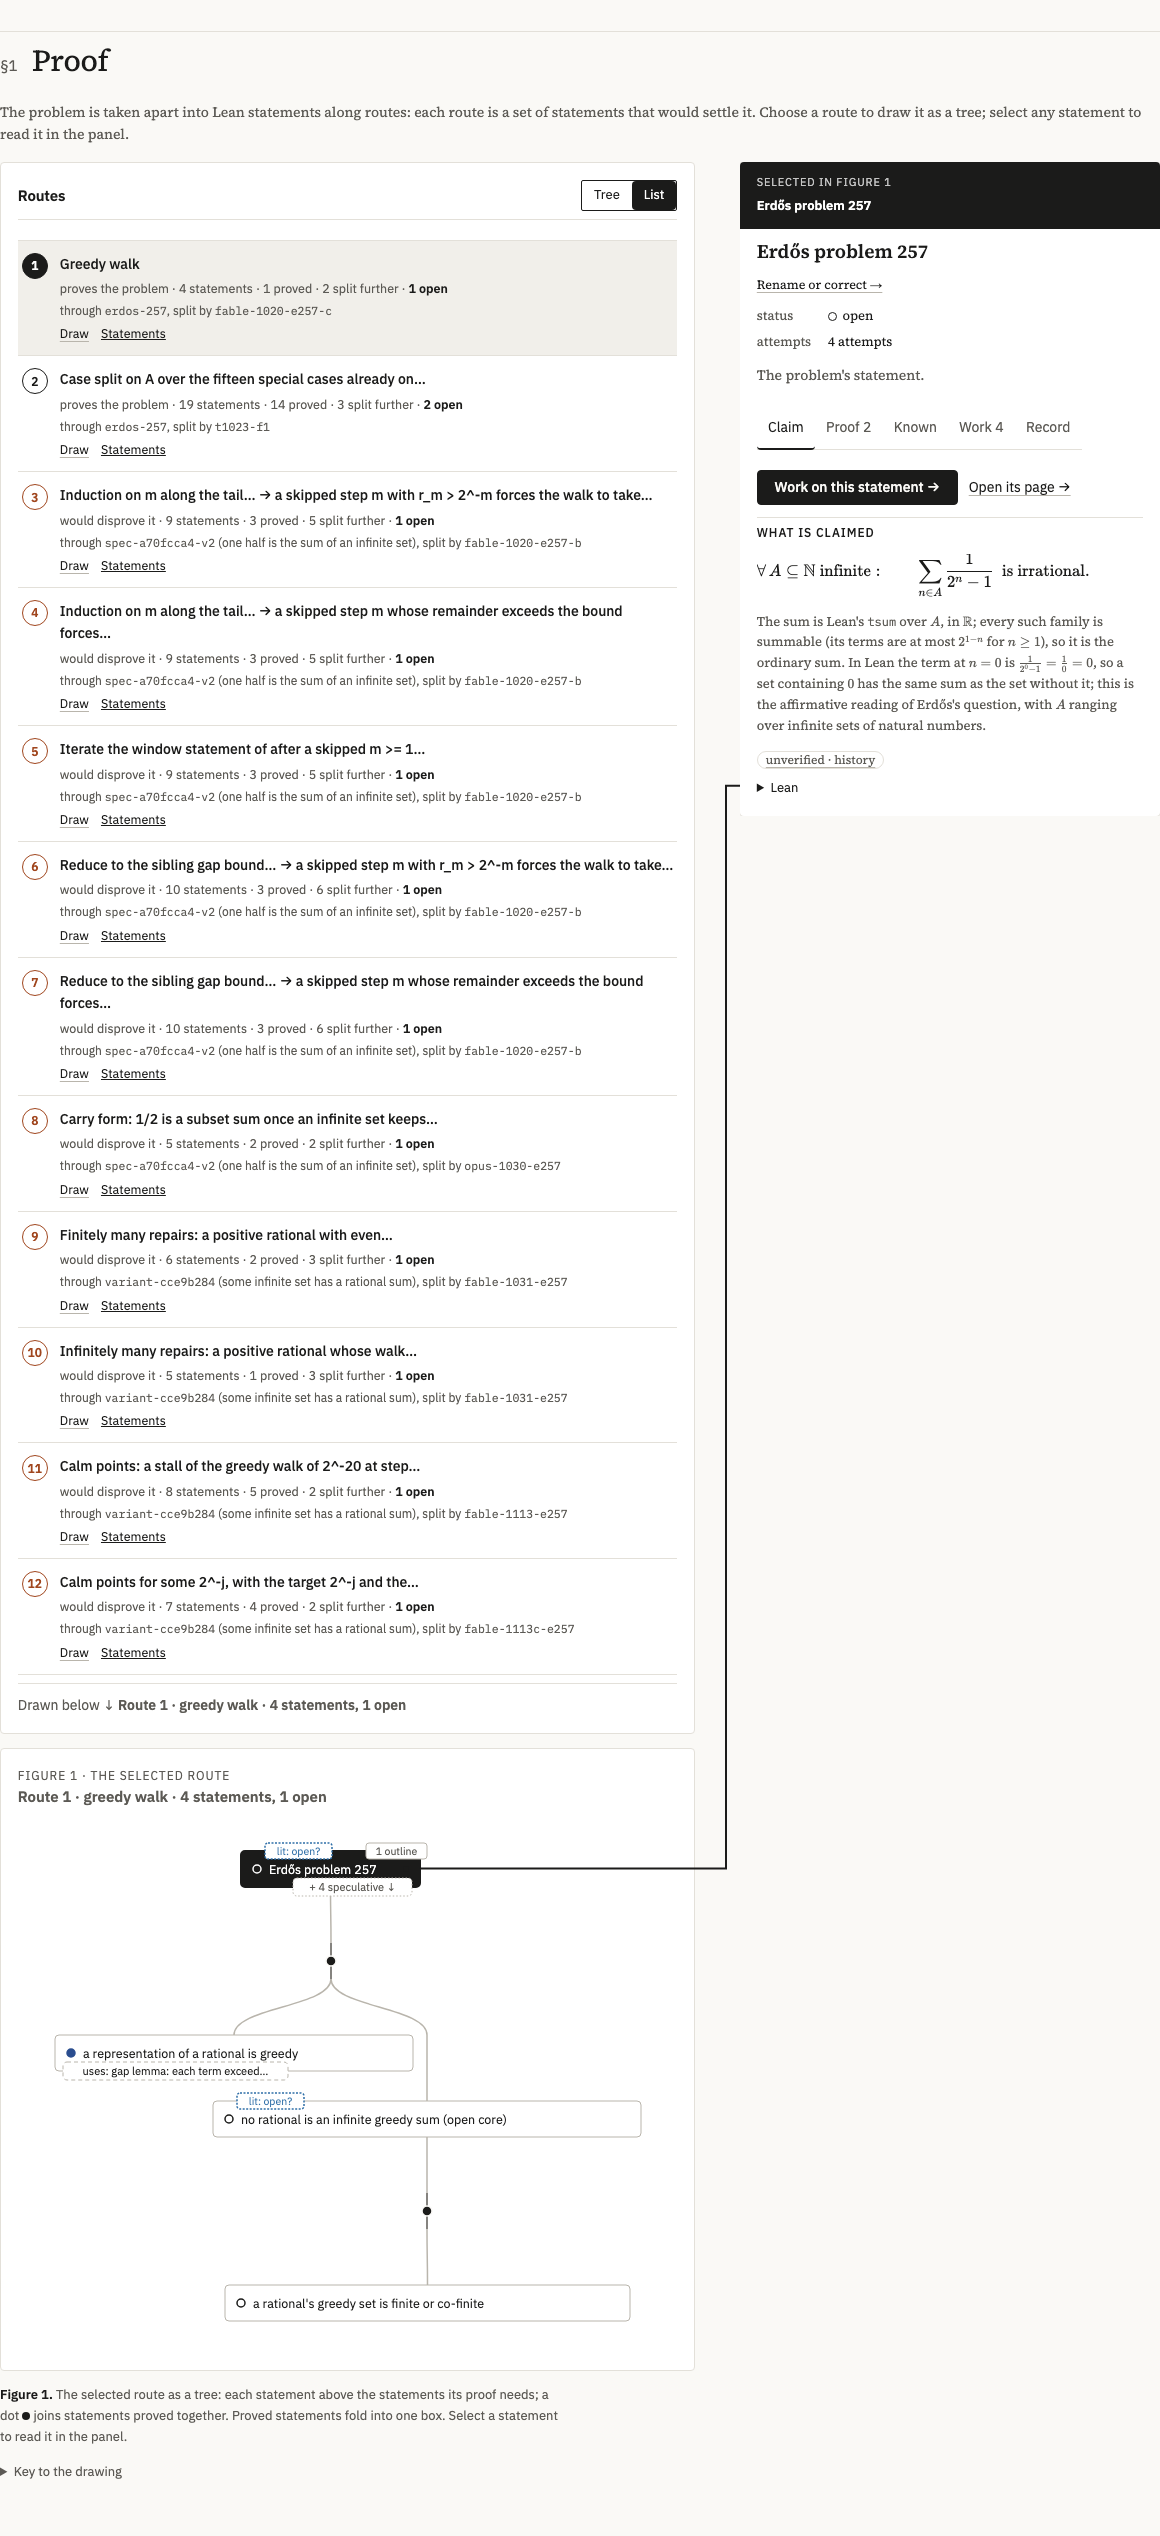 §1 Proof
The problem is taken apart into Lean statements along routes: each route is a set of statements that would settle it. Choose a route to draw it as a tree; select any statement to
read it in the panel.
Routes
Tree List
1 Greedy walk
proves the problem · 4 statements · 1 proved · 2 split further · 1 open
through erdos-257, split by fable-1020-e257-c
Draw Statements
2 Case split on A over the fifteen special cases already on...
proves the problem · 19 statements · 14 proved · 3 split further · 2 open
through erdos-257, split by t1023-f1
Draw Statements
3 Induction on m along the tail... → a skipped step m with r_m > 2^-m forces the walk to take...
would disprove it · 9 statements · 3 proved · 5 split further · 1 open
through spec-a70fcca4-v2 (one half is the sum of an infinite set), split by fable-1020-e257-b
Draw Statements
4 Induction on m along the tail... → a skipped step m whose remainder exceeds the bound
forces...
would disprove it · 9 statements · 3 proved · 5 split further · 1 open
through spec-a70fcca4-v2 (one half is the sum of an infinite set), split by fable-1020-e257-b
Draw Statements
5 Iterate the window statement of after a skipped m >= 1...
would disprove it · 9 statements · 3 proved · 5 split further · 1 open
through spec-a70fcca4-v2 (one half is the sum of an infinite set), split by fable-1020-e257-b
Draw Statements
6 Reduce to the sibling gap bound... → a skipped step m with r_m > 2^-m forces the walk to take...
would disprove it · 10 statements · 3 proved · 6 split further · 1 open
through spec-a70fcca4-v2 (one half is the sum of an infinite set), split by fable-1020-e257-b
Draw Statements
7 Reduce to the sibling gap bound... → a skipped step m whose remainder exceeds the bound
forces...
would disprove it · 10 statements · 3 proved · 6 split further · 1 open
through spec-a70fcca4-v2 (one half is the sum of an infinite set), split by fable-1020-e257-b
Draw Statements
8 Carry form: 1/2 is a subset sum once an infinite set keeps...
would disprove it · 5 statements · 2 proved · 2 split further · 1 open
through spec-a70fcca4-v2 (one half is the sum of an infinite set), split by opus-1030-e257
Draw Statements
9 Finitely many repairs: a positive rational with even...
would disprove it · 6 statements · 2 proved · 3 split further · 1 open
through variant-cce9b284 (some infinite set has a rational sum), split by fable-1031-e257
Draw Statements
10 Infinitely many repairs: a positive rational whose walk...
would disprove it · 5 statements · 1 proved · 3 split further · 1 open
through variant-cce9b284 (some infinite set has a rational sum), split by fable-1031-e257
Draw Statements
11 Calm points: a stall of the greedy walk of 2^-20 at step...
would disprove it · 8 statements · 5 proved · 2 split further · 1 open
through variant-cce9b284 (some infinite set has a rational sum), split by fable-1113-e257
Draw Statements
12 Calm points for some 2^-j, with the target 2^-j and the...
would disprove it · 7 statements · 4 proved · 2 split further · 1 open
through variant-cce9b284 (some infinite set has a rational sum), split by fable-1113c-e257
Draw Statements
Drawn below ↓ Route 1 · greedy walk · 4 statements, 1 open
SELECTED IN FIGURE 1
Erdős problem 257
Erdős problem 257
Rename or correct →
status ○ open
attempts 4 attempts
The problem's statement.
Claim Proof 2 Known Work 4 Record
Work on this statement → Open its page →
WHAT IS CLAIMED
∀ A ⊆ ℕ infinite : ∑_{n∈A} 1/(2^n − 1) is irrational.
The sum is Lean's tsum over A, in ℝ; every such family is
summable (its terms are at most 2^{1−n} for n ≥ 1), so it is the
ordinary sum. In Lean the term at n = 0 is 1/(2^0−1) = 1/0 = 0, so a
set containing 0 has the same sum as the set without it; this is
the affirmative reading of Erdős's question, with A ranging
over infinite sets of natural numbers.
unverified · history
▶ Lean
FIGURE 1 · THE SELECTED ROUTE
Route 1 · greedy walk · 4 statements, 1 open
lit: open? 1 outline
Erdős problem 257
+ 4 speculative ↓
a representation of a rational is greedy
uses: gap lemma: each term exceed...
lit: open?
no rational is an infinite greedy sum (open core)
a rational's greedy set is finite or co-finite
Figure 1. The selected route as a tree: each statement above the statements its proof needs; a
dot ● joins statements proved together. Proved statements fold into one box. Select a statement
to read it in the panel.
▶ Key to the drawing